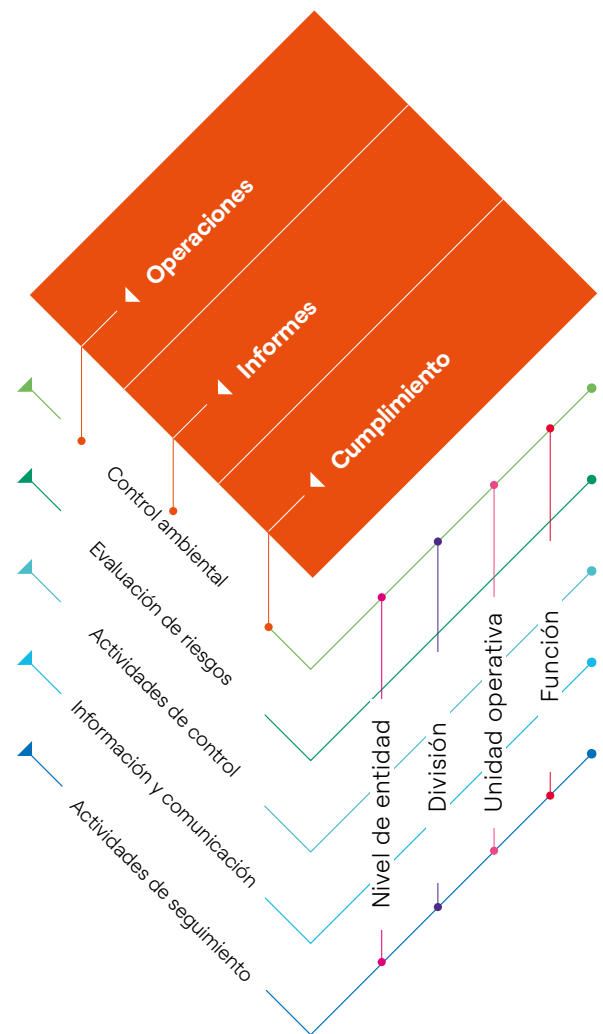 Operaciones
Informes
Cumplimiento
Control ambiental
Evaluación de riesgos
Actividades de control
Información y comunicación
Actividades de seguimiento
Nivel de entidad
División
Unidad operativa
Función